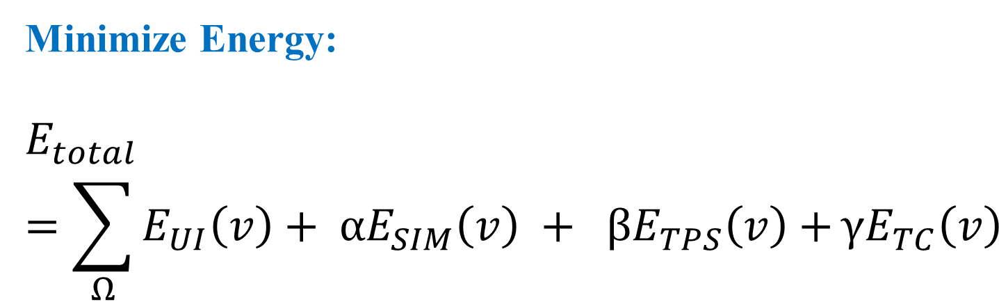 Minimize Energy:
E_total
= ∑_Ω E_UI(v) + αE_SIM(v) + βE_TPS(v) + γE_TC(v)